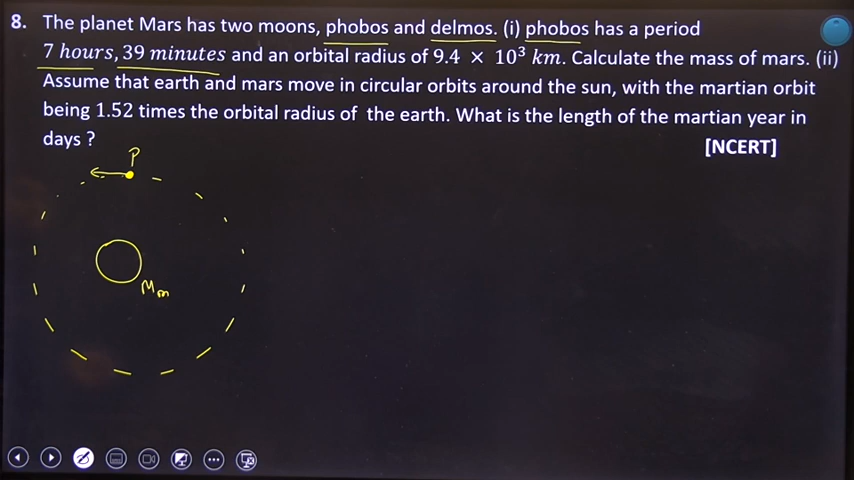 8. The planet Mars has two moons, phobos and delmos. (i) phobos has a period
7 hours, 39 minutes and an orbital radius of 9.4 × 10³ km. Calculate the mass of mars. (ii)
Assume that earth and mars move in circular orbits around the sun, with the martian orbit
being 1.52 times the orbital radius of the earth. What is the length of the martian year in
days ?
[NCERT]
P
Mm